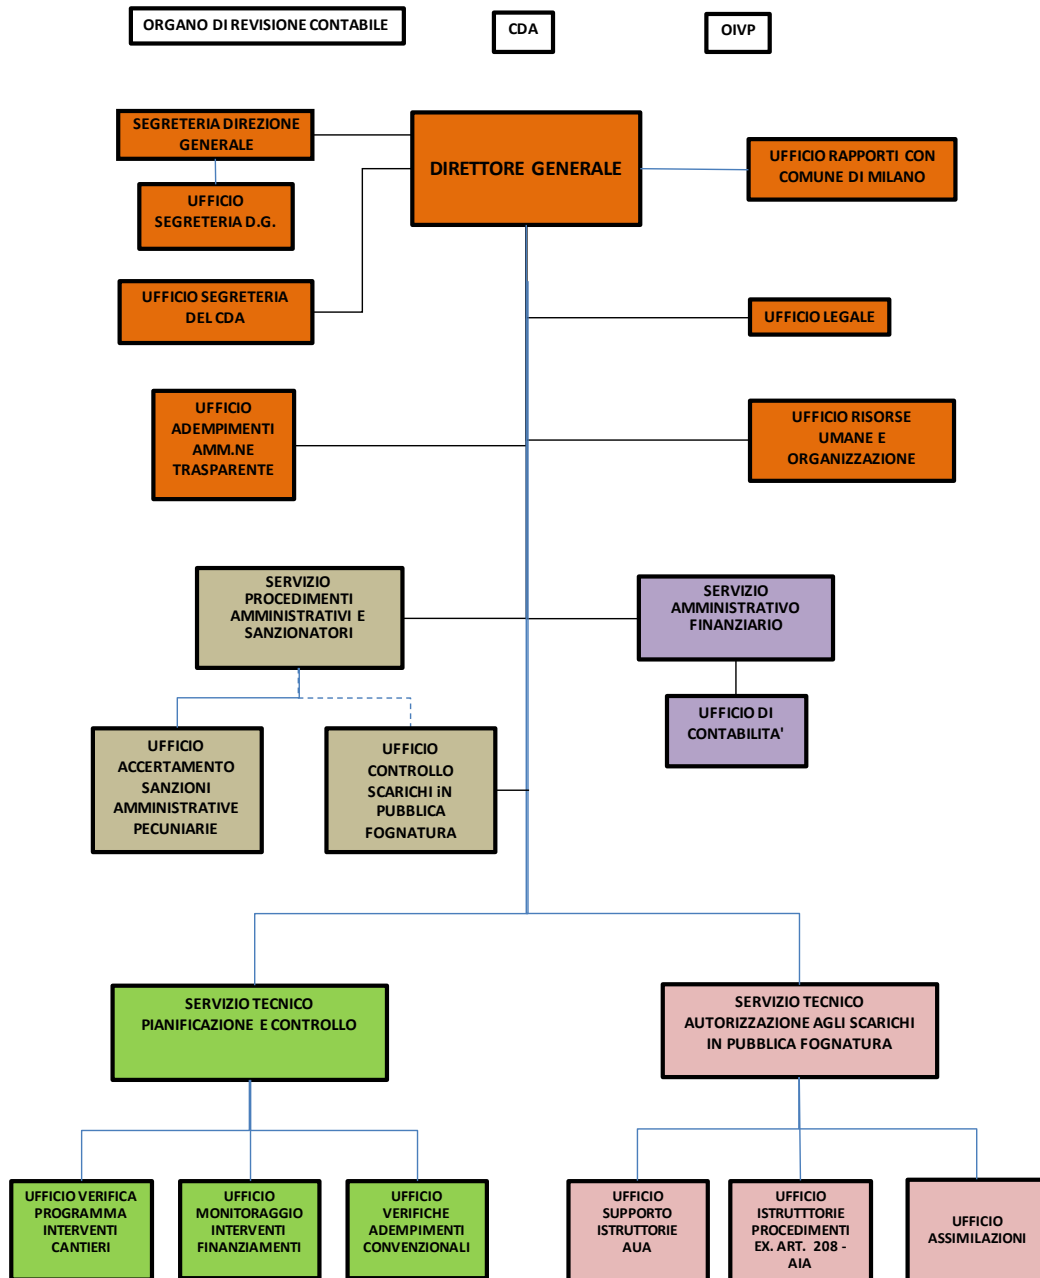 ORGANO DI REVISIONE CONTABILE
CDA
OIVP
SEGRETERIA DIREZIONE
GENERALE
DIRETTORE GENERALE
UFFICIO RAPPORTI CON
COMUNE DI MILANO
UFFICIO
SEGRETERIA D.G.
UFFICIO SEGRETERIA
DEL CDA
UFFICIO LEGALE
UFFICIO
ADEMPIMENTI
AMM.NE
TRASPARENTE
UFFICIO RISORSE
UMANE E
ORGANIZZAZIONE
SERVIZIO
PROCEDIMENTI
AMMINISTRATIVI E
SANZIONATORI
SERVIZIO
AMMINISTRATIVO
FINANZIARIO
UFFICIO DI
CONTABILITA'
UFFICIO
ACCERTAMENTO
SANZIONI
AMMINISTRATIVE
PECUNIARIE
UFFICIO
CONTROLLO
SCARICHI iN
PUBBLICA
FOGNATURA
SERVIZIO TECNICO
PIANIFICAZIONE E CONTROLLO
SERVIZIO TECNICO
AUTORIZZAZIONE AGLI SCARICHI
IN PUBBLICA FOGNATURA
UFFICIO VERIFICA
PROGRAMMA
INTERVENTI
CANTIERI
UFFICIO
MONITORAGGIO
INTERVENTI
FINANZIAMENTI
UFFICIO
VERIFICHE
ADEMPIMENTI
CONVENZIONALI
UFFICIO
SUPPORTO
ISTRUTTORIE
AUA
UFFICIO
ISTRUTTTORIE
PROCEDIMENTI
EX. ART. 208 -
AIA
UFFICIO
ASSIMILAZIONI